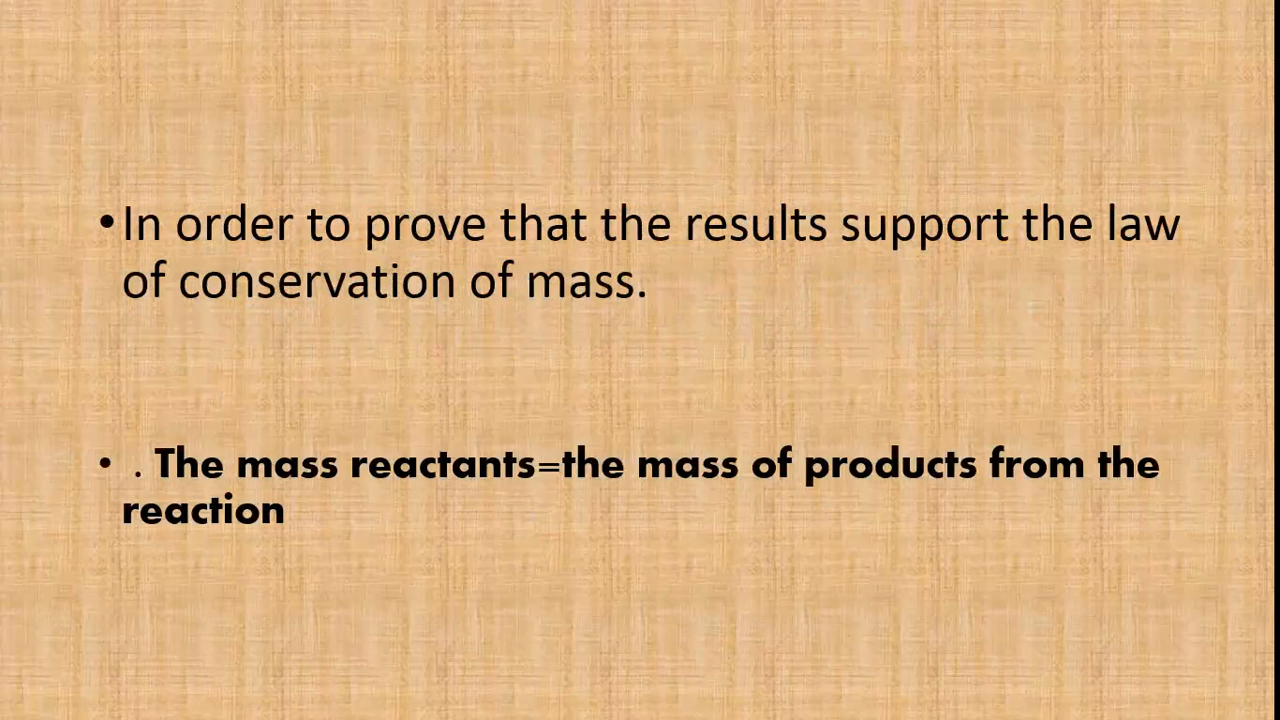 •In order to prove that the results support the law
of conservation of mass.
• . The mass reactants=the mass of products from the
reaction